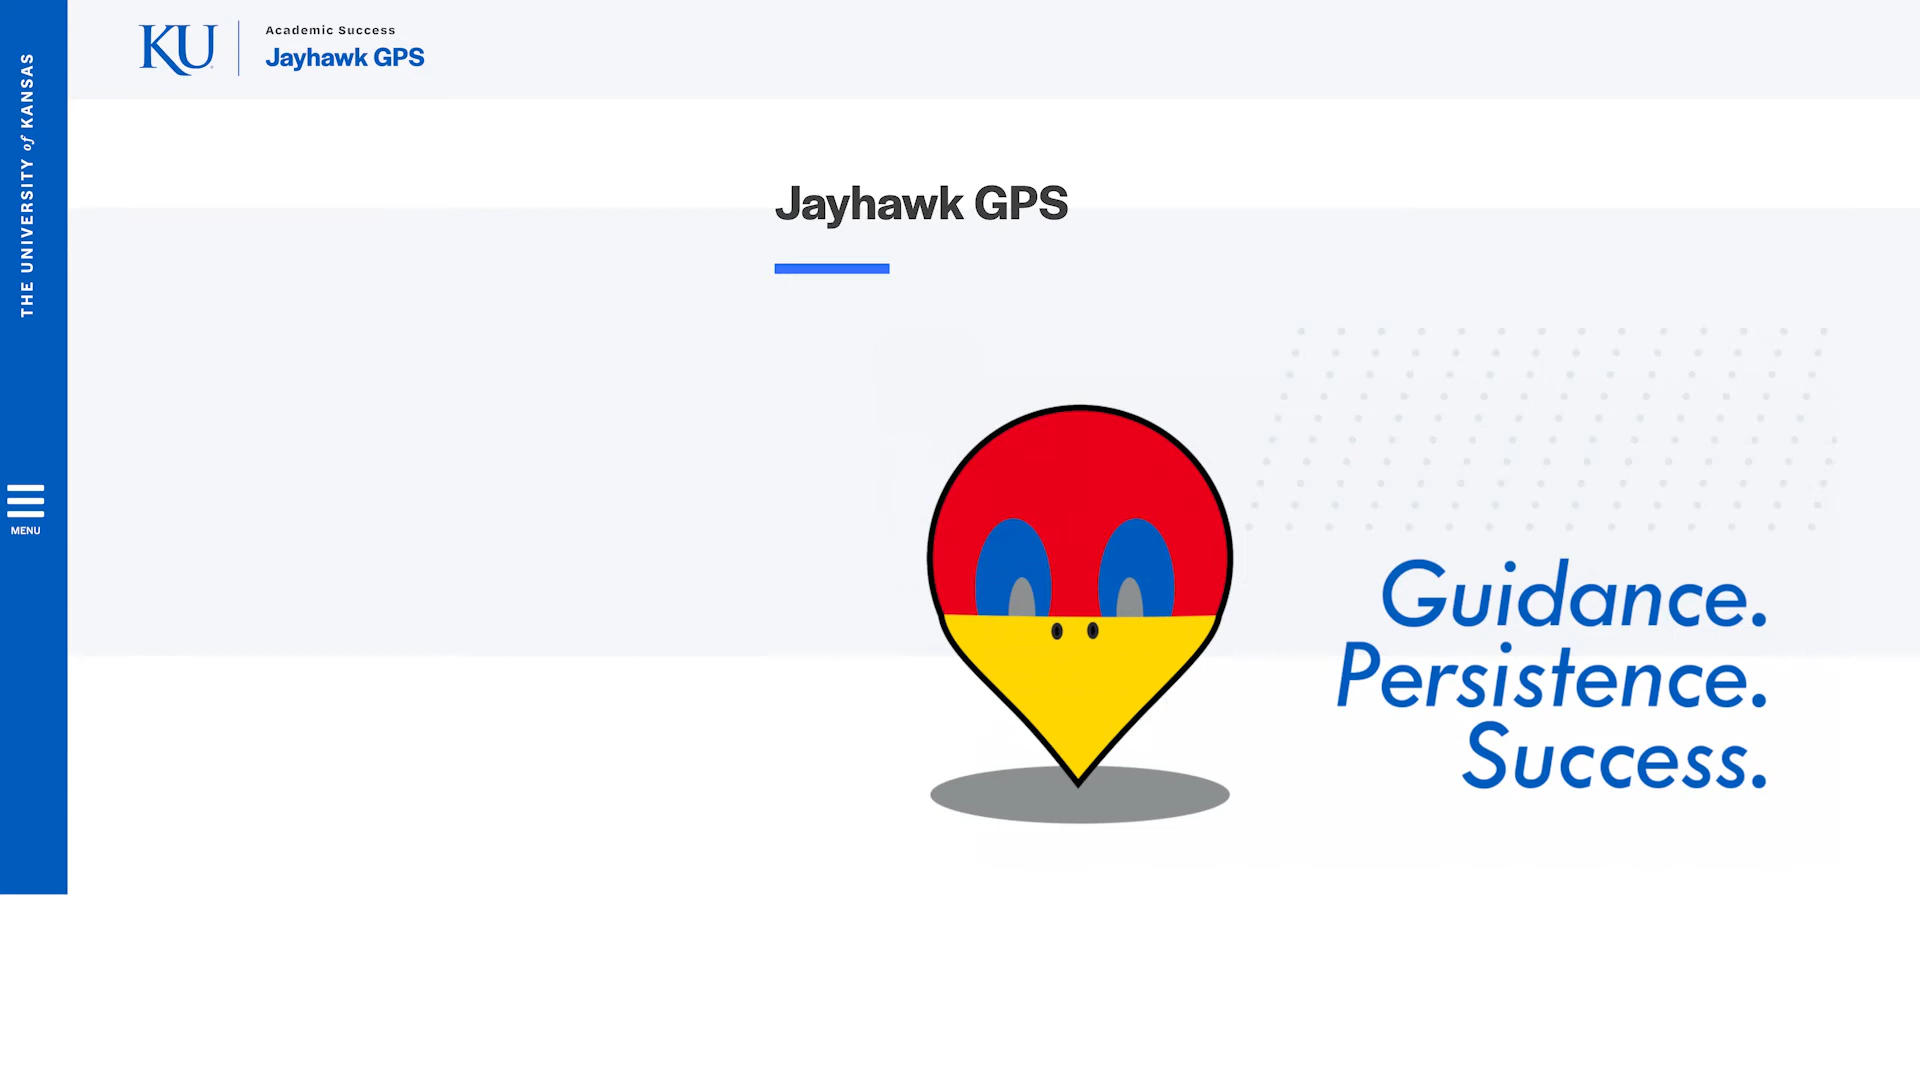 THE UNIVERSITY of KANSAS
MENU
KU
Academic Success
Jayhawk GPS
Jayhawk GPS
Guidance.
Persistence.
Success.